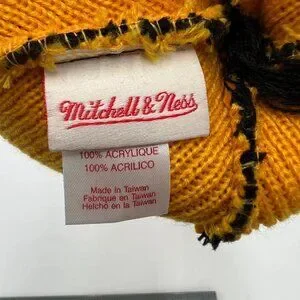 Mitchell & Ness
100% ACRYLIQUE
100% ACRILICO
Made in Taiwan
Fabriqué en Taiwan
Hecho en Taiwan